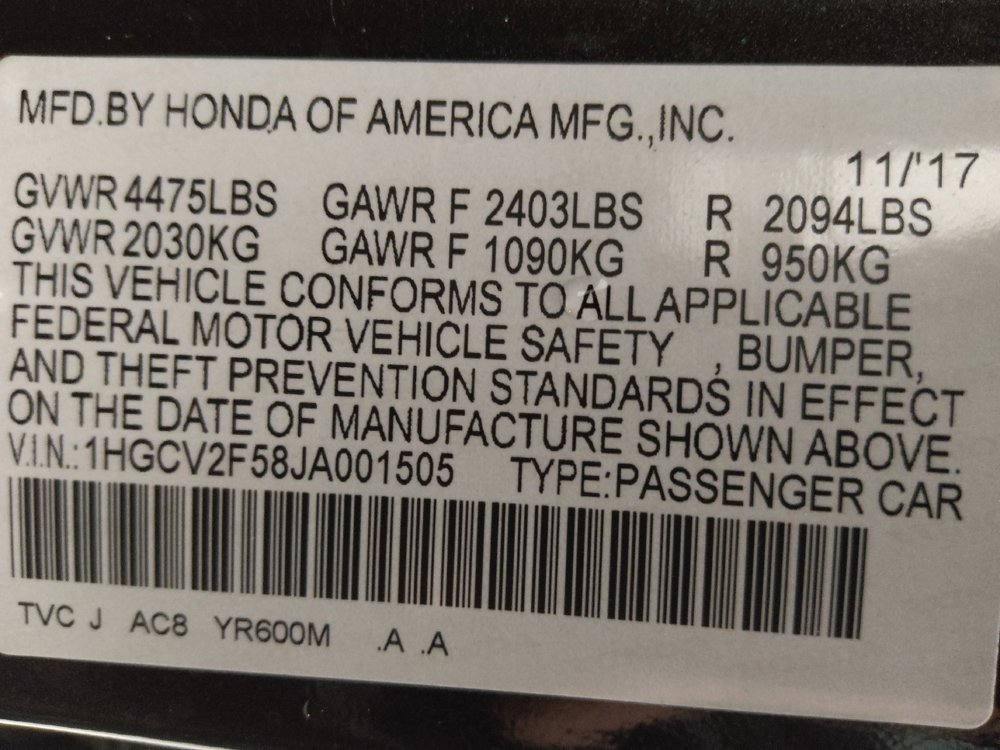 MFD.BY HONDA OF AMERICA MFG.,INC.
11/'17
GVWR 4475LBS GAWR F 2403LBS R 2094LBS
GVWR 2030KG GAWR F 1090KG R 950KG
THIS VEHICLE CONFORMS TO ALL APPLICABLE
FEDERAL MOTOR VEHICLE SAFETY , BUMPER,
AND THEFT PREVENTION STANDARDS IN EFFECT
ON THE DATE OF MANUFACTURE SHOWN ABOVE.
V.I.N.:1HGCV2F58JA001505 TYPE:PASSENGER CAR
TVC J AC8 YR600M .A .A